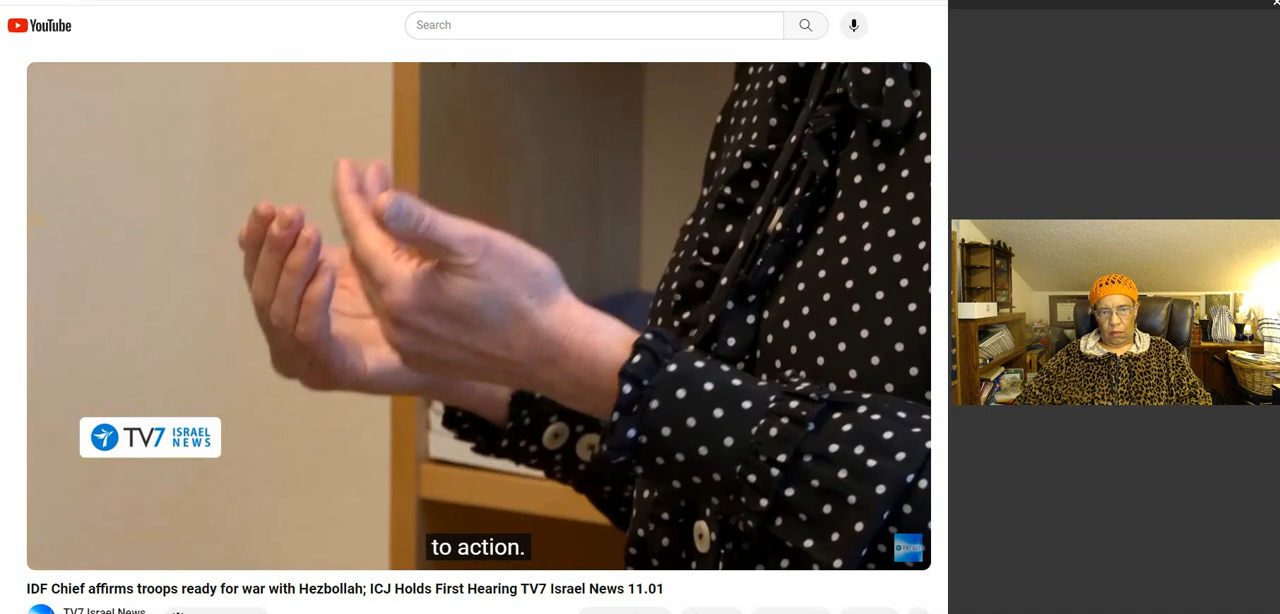 YouTube
Search
TV7 ISRAEL
NEWS
to action.
IDF Chief affirms troops ready for war with Hezbollah; ICJ Holds First Hearing TV7 Israel News 11.01
TV7 Israel News